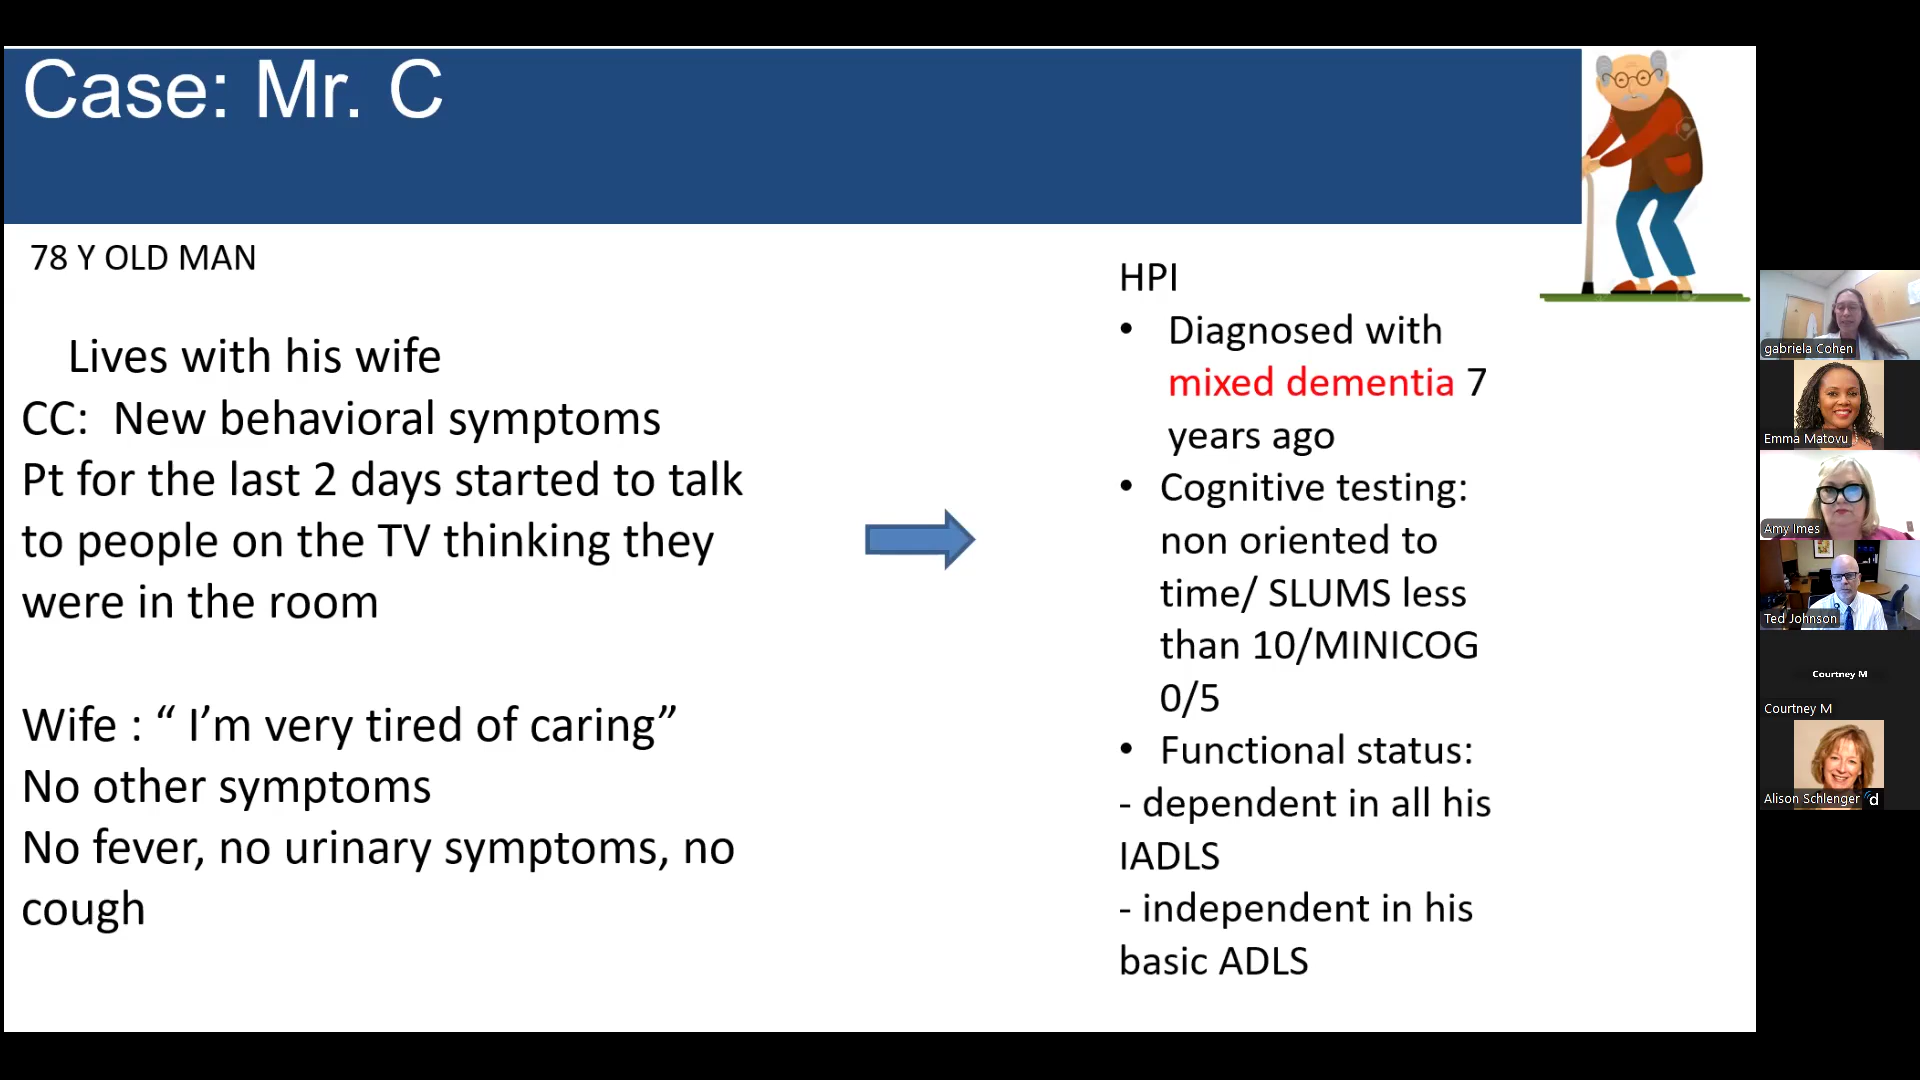 Case: Mr. C
78 Y OLD MAN
Lives with his wife
CC:  New behavioral symptoms
Pt for the last 2 days started to talk
to people on the TV thinking they
were in the room
Wife : “ I’m very tired of caring”
No other symptoms
No fever, no urinary symptoms, no
cough
HPI
• Diagnosed with
mixed dementia 7
years ago
• Cognitive testing:
non oriented to
time/ SLUMS less
than 10/MINICOG
0/5
• Functional status:
- dependent in all his
IADLS
- independent in his
basic ADLS
gabriela Cohen
Emma Matovu
Amy Imes
Ted Johnson
Courtney M
Courtney M
Alison Schlenger